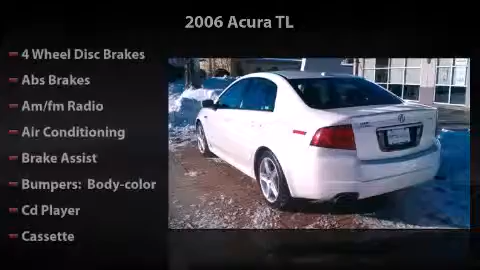 2006 Acura TL
4 Wheel Disc Brakes
Abs Brakes
Am/fm Radio
Air Conditioning
Brake Assist
Bumpers: Body-color
Cd Player
Cassette